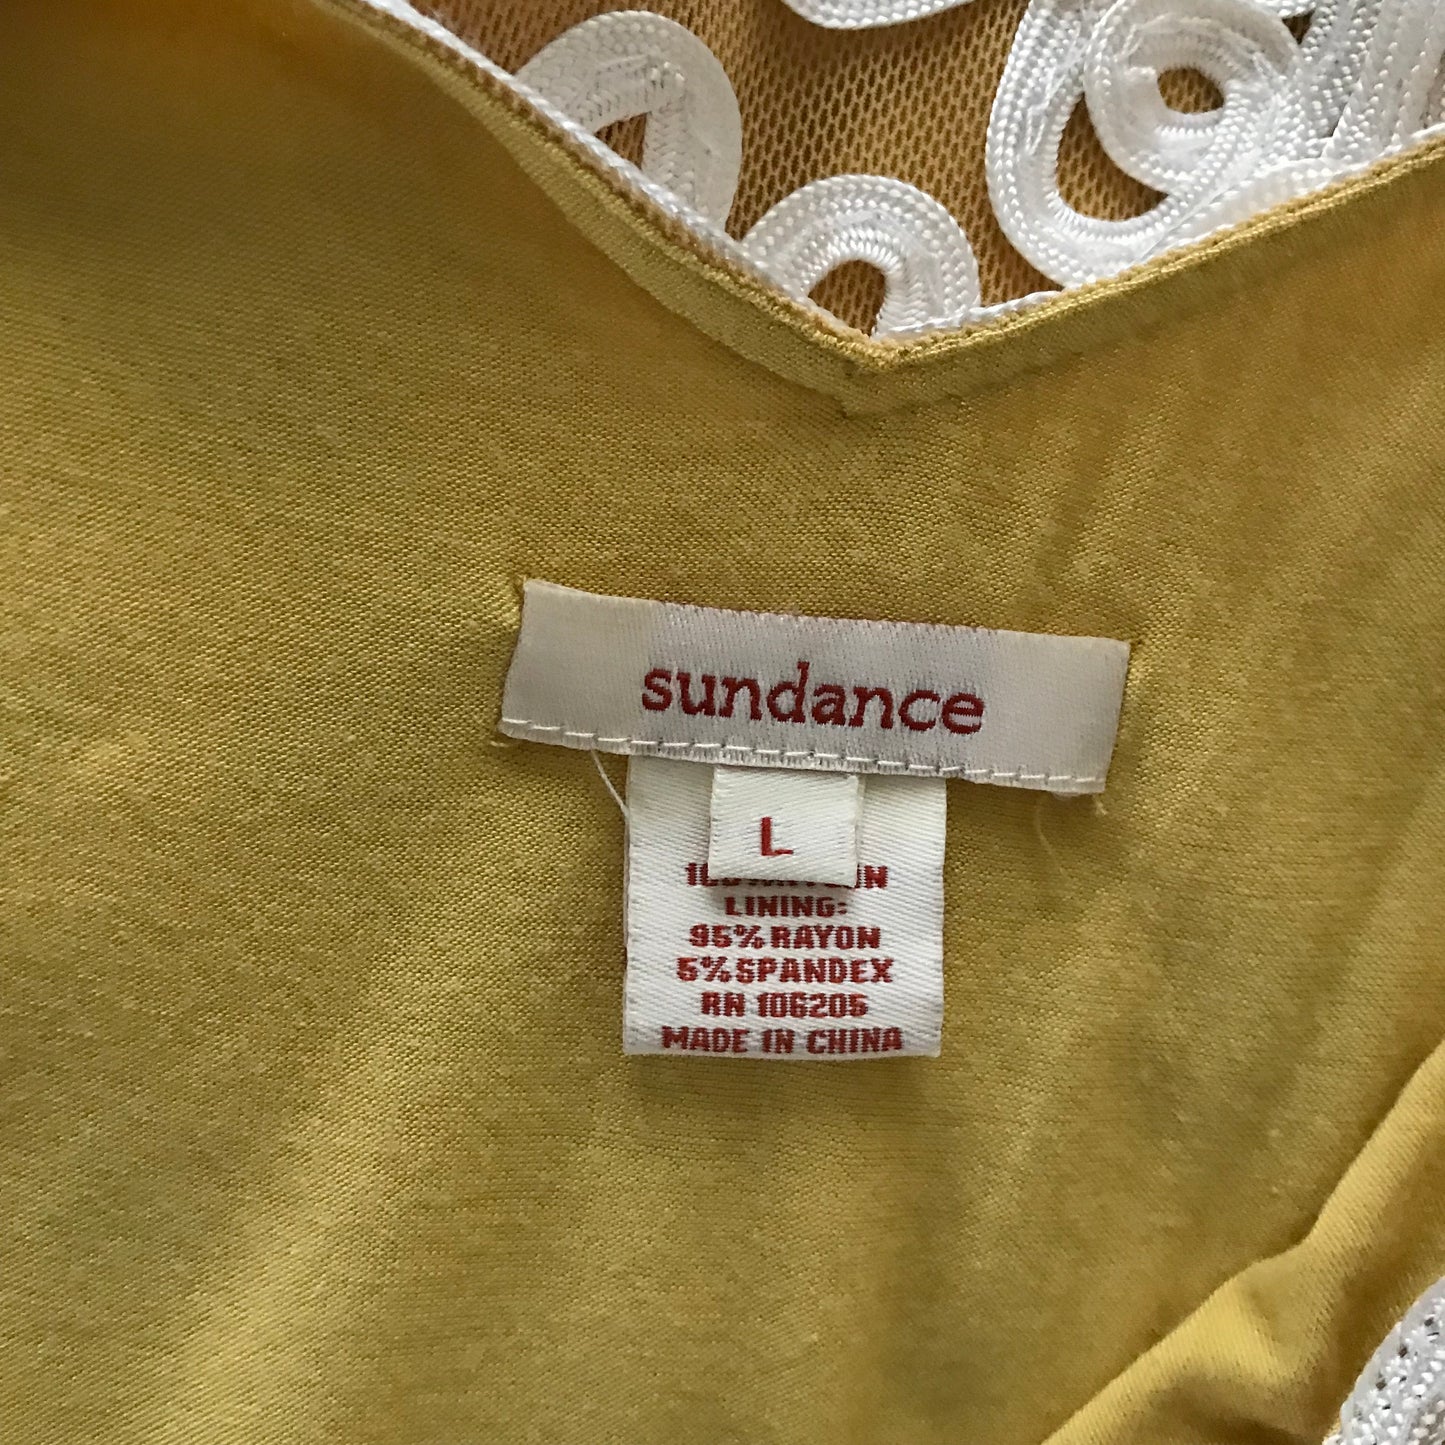 sundance
L
LINING:
95% RAYON
5% SPANDEX
RN 106205
MADE IN CHINA